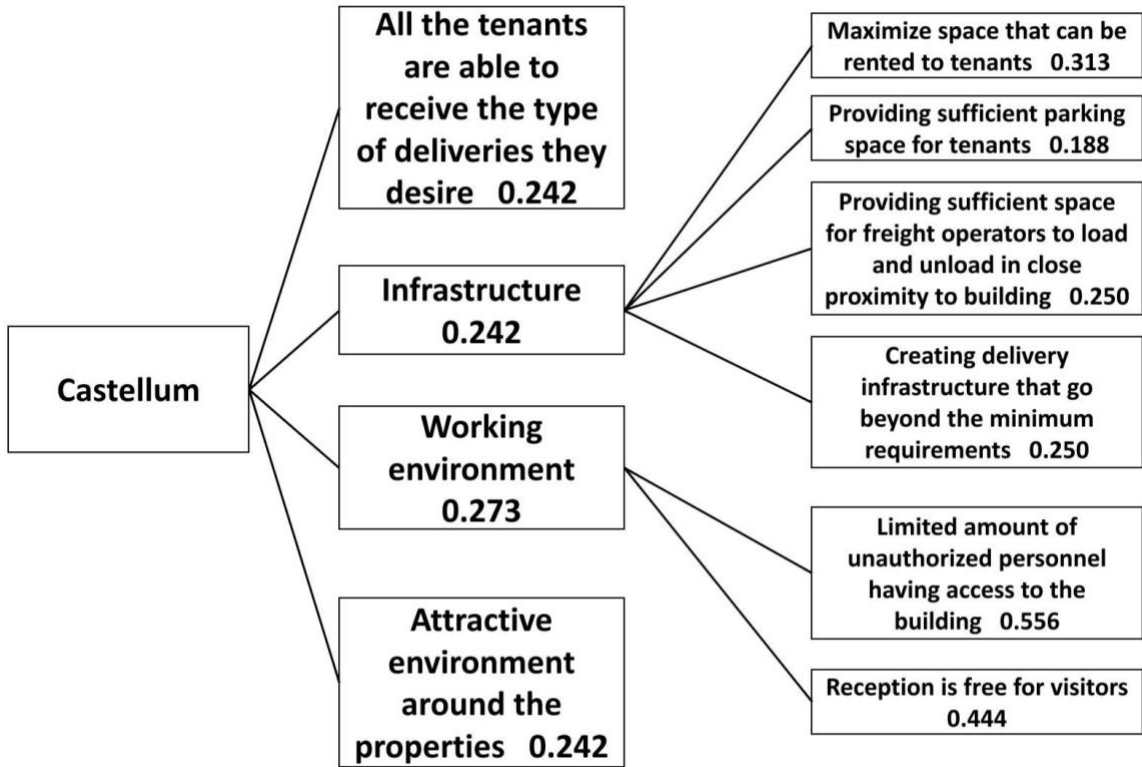 Castellum
All the tenants
are able to
receive the type
of deliveries they
desire 0.242
Infrastructure
0.242
Working
environment
0.273
Attractive
environment
around the
properties 0.242
Maximize space that can be
rented to tenants 0.313
Providing sufficient parking
space for tenants 0.188
Providing sufficient space
for freight operators to load
and unload in close
proximity to building 0.250
Creating delivery
infrastructure that go
beyond the minimum
requirements 0.250
Limited amount of
unauthorized personnel
having access to the
building 0.556
Reception is free for visitors
0.444